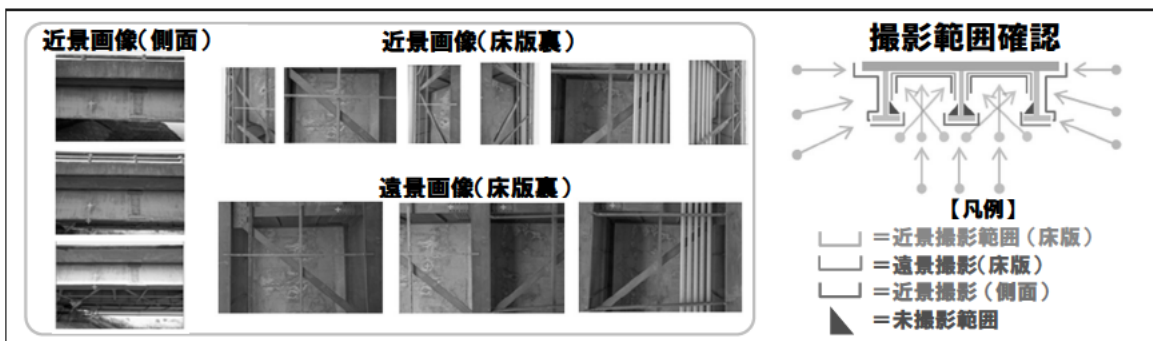 近景画像(側面)
近景画像(床版裏)
遠景画像(床版裏)
撮影範囲確認
【凡例】
=近景撮影範囲(床版)
=遠景撮影(床版)
=近景撮影(側面)
=未撮影範囲